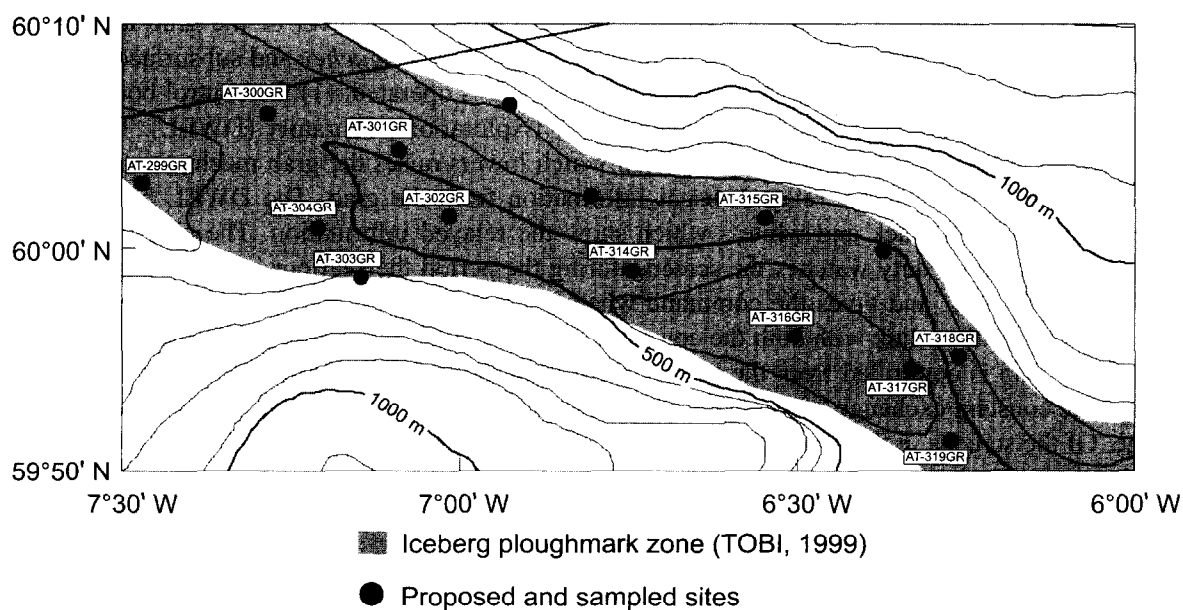 60°10' N
AT-300GR
AT-301GR
AT-299GR
AT-302GR
AT-315GR
1000 m
AT-304GR
60°00' N
AT-314GR
AT-303GR
AT-316GR
AT-318GR
500 m
AT-317GR
1000 m
AT-319GR
59°50' N
7°30' W
7°00' W
6°30' W
6°00' W
Iceberg ploughmark zone (TOBI, 1999)
Proposed and sampled sites